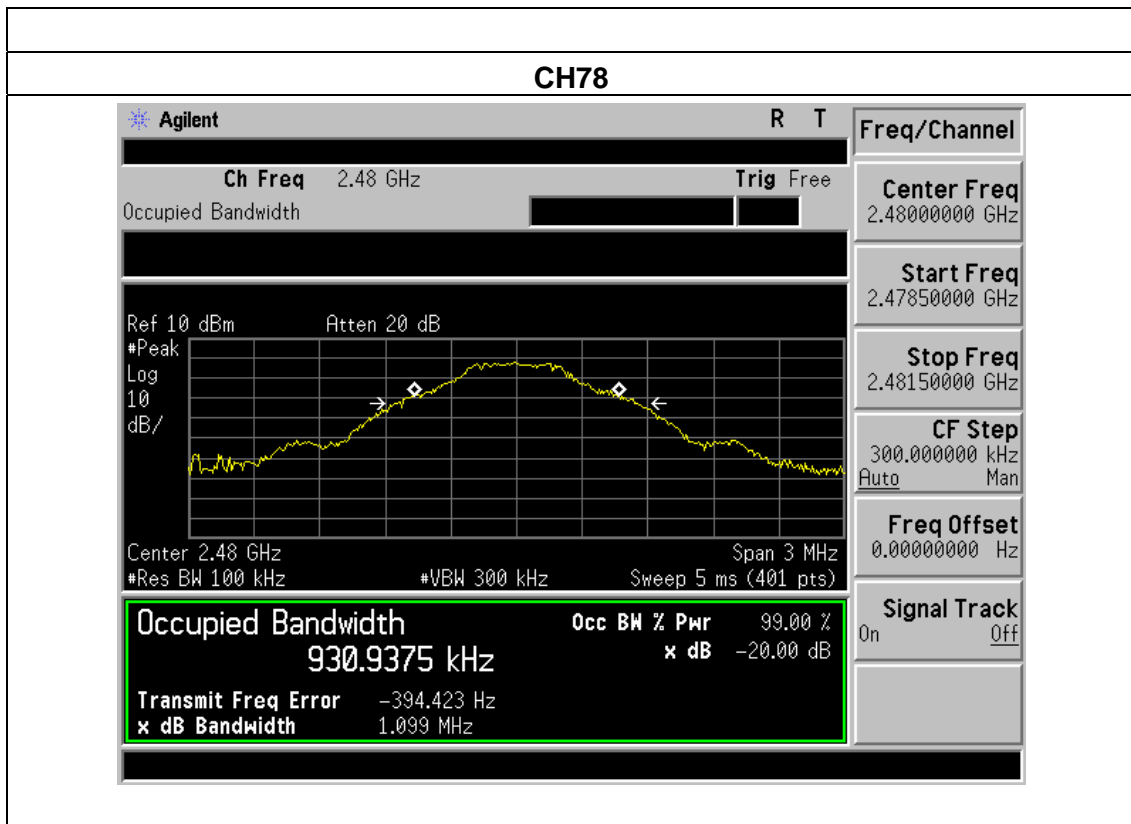 CH78
Agilent R T
Ch Freq 2.48 GHz Trig Free
Occupied Bandwidth
Ref 10 dBm Atten 20 dB
#Peak
Log
10
dB/
Center 2.48 GHz Span 3 MHz
#Res BW 100 kHz #VBW 300 kHz Sweep 5 ms (401 pts)
Occupied Bandwidth Occ BW % Pwr 99.00 %
930.9375 kHz x dB -20.00 dB
Transmit Freq Error -394.423 Hz
x dB Bandwidth 1.099 MHz
Freq/Channel
Center Freq
2.48000000 GHz
Start Freq
2.47850000 GHz
Stop Freq
2.48150000 GHz
CF Step
300.000000 kHz
Auto Man
Freq Offset
0.00000000 Hz
Signal Track
On Off